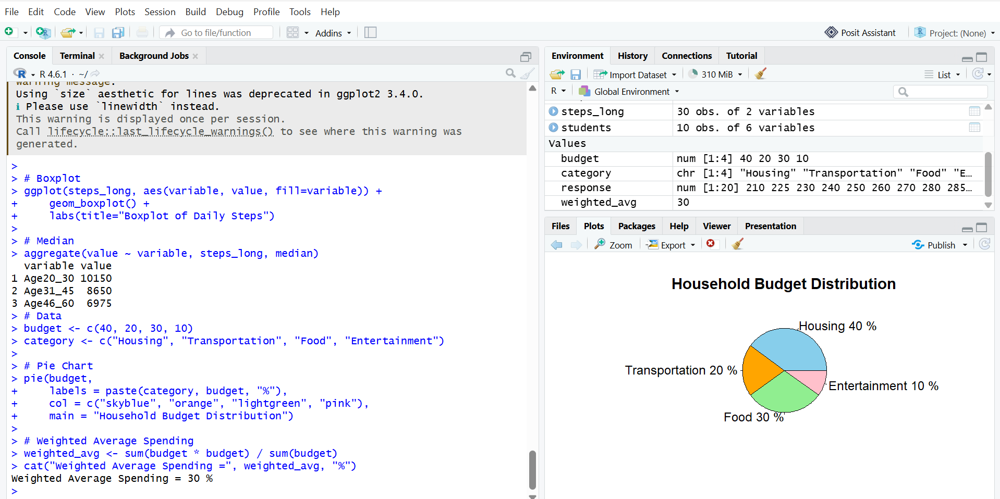 File Edit Code View Plots Session Build Debug Profile Tools Help
Go to file/function Addins Posit Assistant Project: (None)
Console Terminal Background Jobs
R 4.6.1 · ~/
Warning message:
Using `size` aesthetic for lines was deprecated in ggplot2 3.4.0.
ℹ Please use `linewidth` instead.
This warning is displayed once per session.
Call lifecycle::last_lifecycle_warnings() to see where this warning was
generated.
>
> # Boxplot
> ggplot(steps_long, aes(variable, value, fill=variable)) +
+     geom_boxplot() +
+     labs(title="Boxplot of Daily Steps")
>
> # Median
> aggregate(value ~ variable, steps_long, median)
  variable value
1 Age20_30 10150
2 Age31_45  8650
3 Age46_60  6975
> # Data
> budget <- c(40, 20, 30, 10)
> category <- c("Housing", "Transportation", "Food", "Entertainment")
>
> # Pie Chart
> pie(budget,
+     labels = paste(category, budget, "%"),
+     col = c("skyblue", "orange", "lightgreen", "pink"),
+     main = "Household Budget Distribution")
>
> # Weighted Average Spending
> weighted_avg <- sum(budget * budget) / sum(budget)
> cat("Weighted Average Spending =", weighted_avg, "%")
Weighted Average Spending = 30 %
>
Environment History Connections Tutorial
Import Dataset 310 MiB List
R Global Environment
steps_long 30 obs. of 2 variables
students 10 obs. of 6 variables
Values
budget num [1:4] 40 20 30 10
category chr [1:4] "Housing" "Transportation" "Food" "E…
response num [1:20] 210 225 230 240 250 260 270 280 285…
weighted_avg 30
Files Plots Packages Help Viewer Presentation
Zoom Export Publish
Household Budget Distribution
Housing 40 %
Transportation 20 %
Entertainment 10 %
Food 30 %